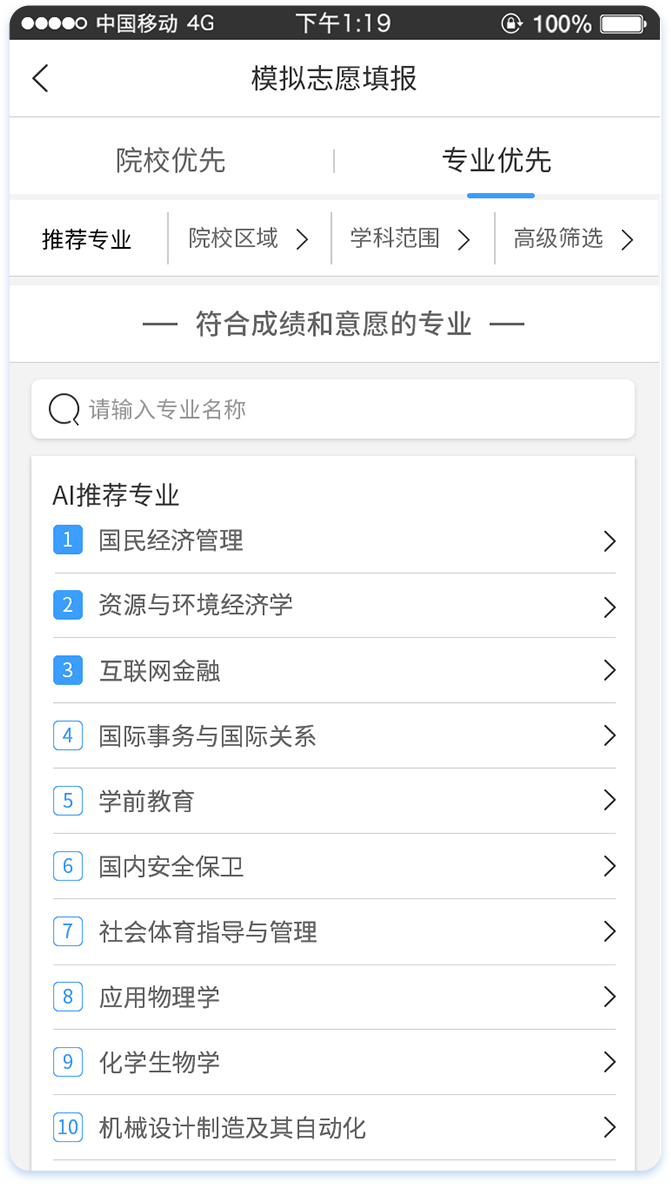 中国移动 4G 下午1:19 100%
模拟志愿填报
院校优先 专业优先
推荐专业 院校区域 学科范围 高级筛选
符合成绩和意愿的专业
请输入专业名称
AI推荐专业
1 国民经济管理
2 资源与环境经济学
3 互联网金融
4 国际事务与国际关系
5 学前教育
6 国内安全保卫
7 社会体育指导与管理
8 应用物理学
9 化学生物学
10 机械设计制造及其自动化